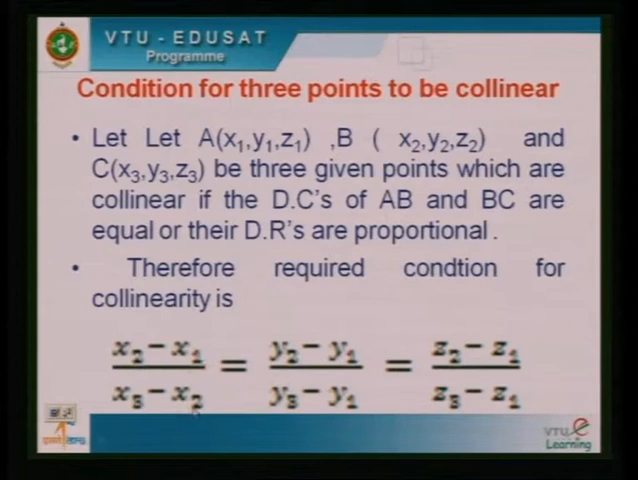 VTU - EDUSAT
Programme
Condition for three points to be collinear
• Let Let A(x₁,y₁,z₁) ,B ( x₂,y₂,z₂) and
C(x₃,y₃,z₃) be three given points which are
collinear if the D.C's of AB and BC are
equal or their D.R's are proportional .
• Therefore required condtion for
collinearity is
x₂ − x₁ / x₃ − x₂ = y₂ − y₁ / y₃ − y₁ = z₂ − z₁ / z₃ − z₁
VTU e
Learning